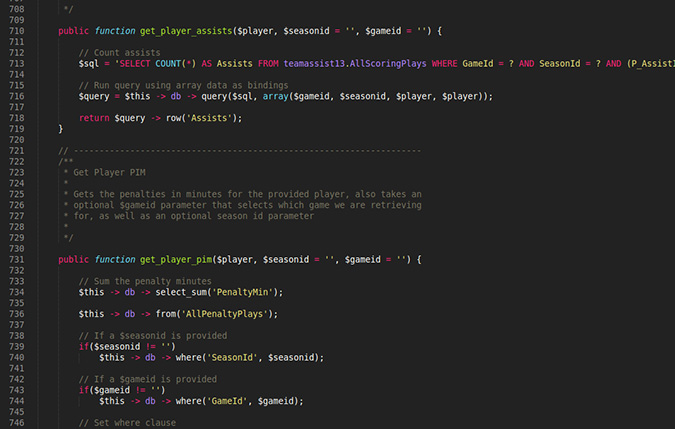 708 */
709
710 public function get_player_assists($player, $seasonid = '', $gameid = '') {
711
712 // Count assists
713 $sql = 'SELECT COUNT(*) AS Assists FROM teamassist13.AllScoringPlays WHERE GameId = ? AND SeasonId = ? AND (P_Assist
714
715 // Run query using array data as bindings
716 $query = $this -> db -> query($sql, array($gameid, $seasonid, $player, $player));
717
718 return $query -> row('Assists');
719 }
720
721 // -------------------------------------------------------------------
722 /**
723 * Get Player PIM
724 *
725 * Gets the penalties in minutes for the provided player, also takes an
726 * optional $gameid parameter that selects which game we are retrieving
727 * for, as well as an optional season id parameter
728 *
729 */
730
731 public function get_player_pim($player, $seasonid = '', $gameid = '') {
732
733 // Sum the penalty minutes
734 $this -> db -> select_sum('PenaltyMin');
735
736 $this -> db -> from('AllPenaltyPlays');
737
738 // If a $seasonid is provided
739 if($seasonid != '')
740 $this -> db -> where('SeasonId', $seasonid);
741
742 // If a $gameid is provided
743 if($gameid != '')
744 $this -> db -> where('GameId', $gameid);
745
746 // Set where clause